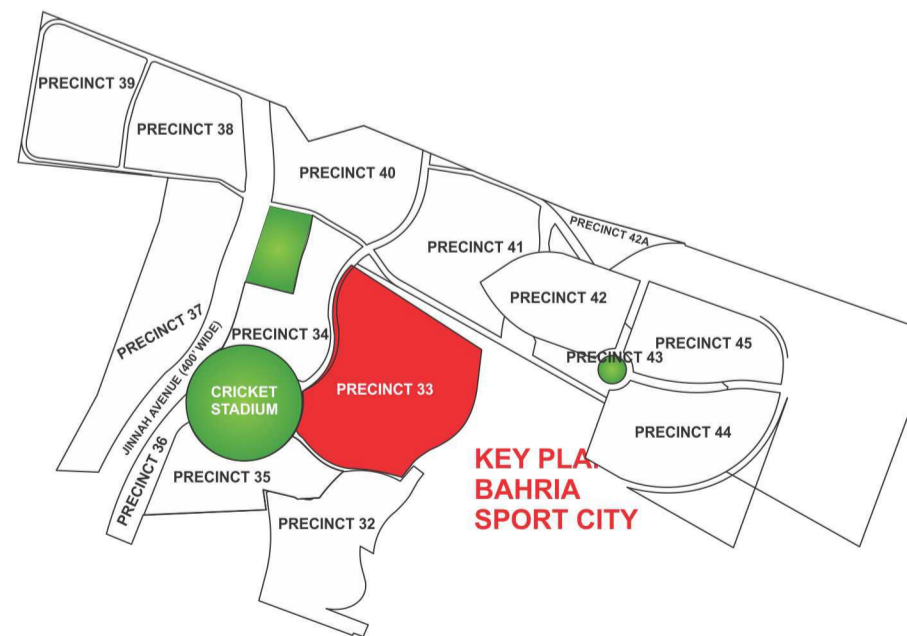 PRECINCT 39
PRECINCT 38
PRECINCT 40
PRECINCT 42A
PRECINCT 41
PRECINCT 42
PRECINCT 37
PRECINCT 34
PRECINCT 43
PRECINCT 45
JINNAH AVENUE (400' WIDE)
CRICKET
STADIUM
PRECINCT 33
PRECINCT 44
PRECINCT 36
PRECINCT 35
PRECINCT 32
KEY PLA
BAHRIA
SPORT CITY